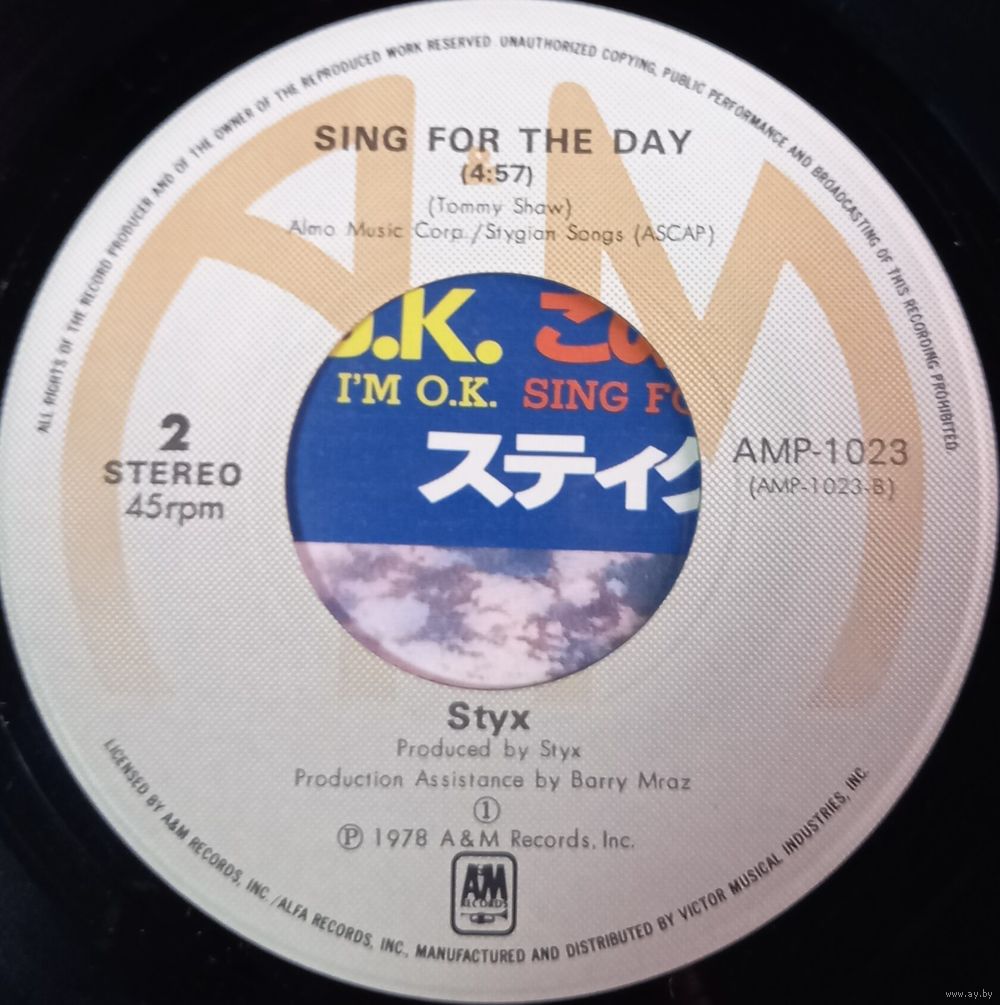 ALL RIGHTS OF THE RECORD PRODUCER AND OF THE OWNER OF THE REPRODUCED WORK RESERVED. UNAUTHORIZED COPYING, PUBLIC PERFORMANCE AND BROADCASTING OF THIS RECORDING PROHIBITED.
SING FOR THE DAY
(4:57)
(Tommy Shaw)
Almo Music Corp./Stygian Songs (ASCAP)
.K.
I'M O.K. SING FO
スティク
2
STEREO
45rpm
AMP-1023
(AMP-1023-B)
Styx
Produced by Styx
Production Assistance by Barry Mraz
①
Ⓟ 1978 A&M Records, Inc.
A&M
RECORDS
LICENSED BY A&M RECORDS, INC./ALFA RECORDS, INC., MANUFACTURED AND DISTRIBUTED BY VICTOR MUSICAL INDUSTRIES, INC.
www.ay.by